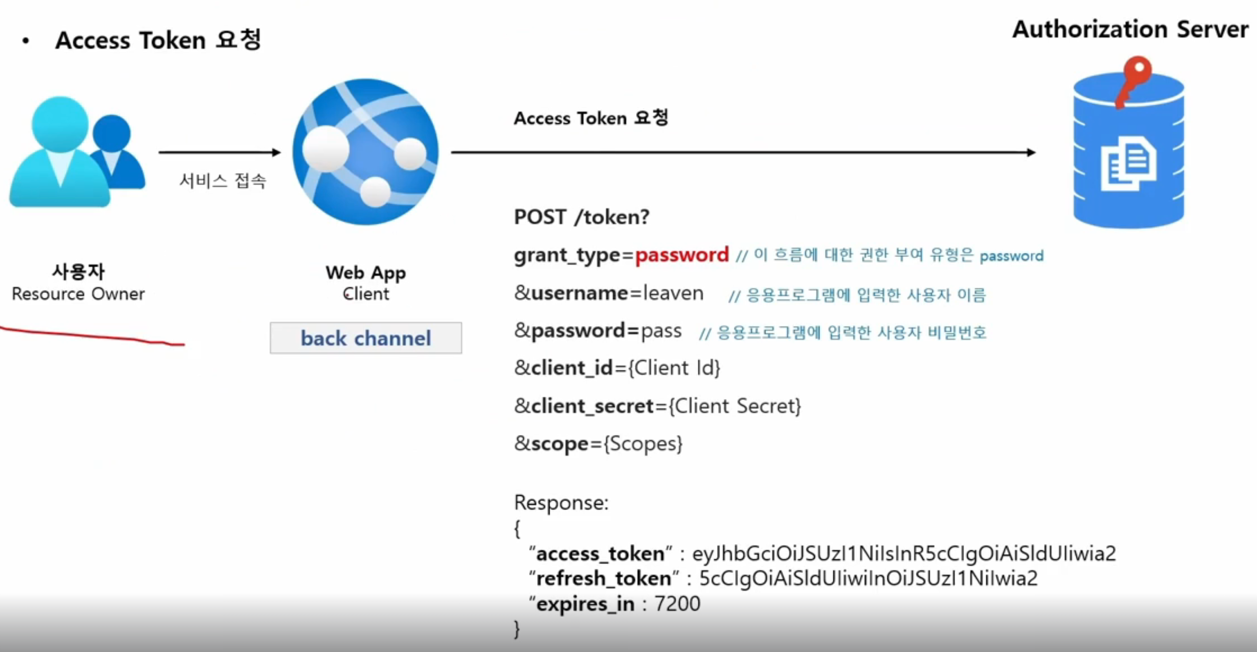 • Access Token 요청
Authorization Server
Access Token 요청
서비스 접속
사용자
Resource Owner
Web App
Client
back channel
POST /token?
grant_type=password // 이 흐름에 대한 권한 부여 유형은 password
&username=leaven // 응용프로그램에 입력한 사용자 이름
&password=pass // 응용프로그램에 입력한 사용자 비밀번호
&client_id={Client Id}
&client_secret={Client Secret}
&scope={Scopes}
Response:
{
“access_token” : eyJhbGciOiJSUzI1NiIsInR5cCIgOiAiSldUIiwia2
“refresh_token” : 5cCIgOiAiSldUIiwiInOiJSUzI1NiIwia2
“expires_in : 7200
}